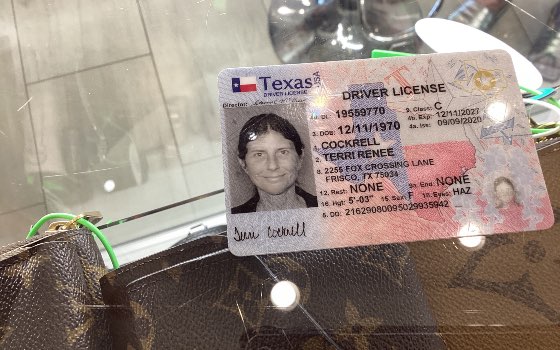 Texas USA
DRIVER LICENSE
DRIVER LICENSE
Director:
DL 19559770 9. Class: C
4b. Exp: 12/11/2027
3. DOB: 12/11/1970 4a. Iss: 09/09/2020
1. COCKRELL
2. TERRI RENEE
8. 2255 FOX CROSSING LANE
FRISCO, TX 75034
12. Rest: NONE 9a. End: NONE
16. Hgt: 5'-03" 15. Sex: F 18. Eyes: HAZ
5. DD: 21629080095029935942
Terri Cockrell